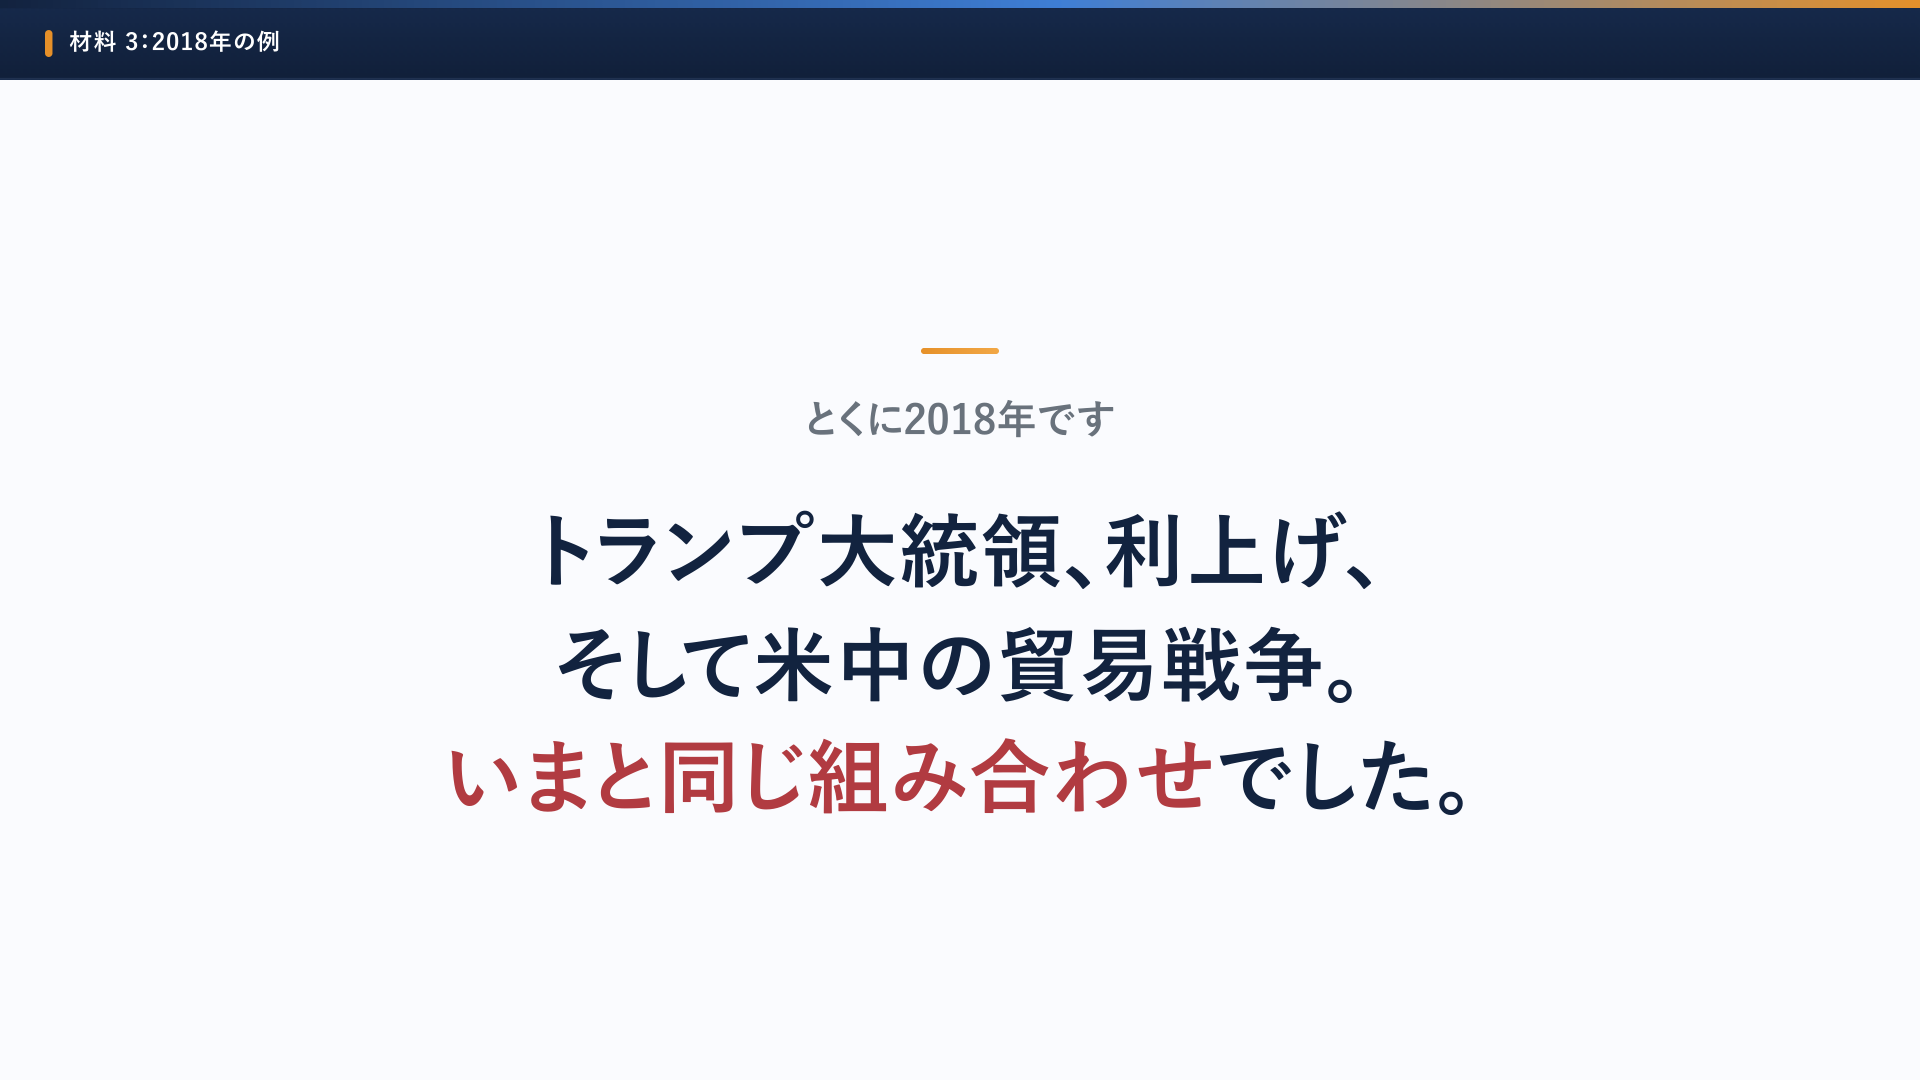 材料 3：2018年の例
とくに2018年です
トランプ大統領、利上げ、
そして米中の貿易戦争。
いまと同じ組み合わせでした。